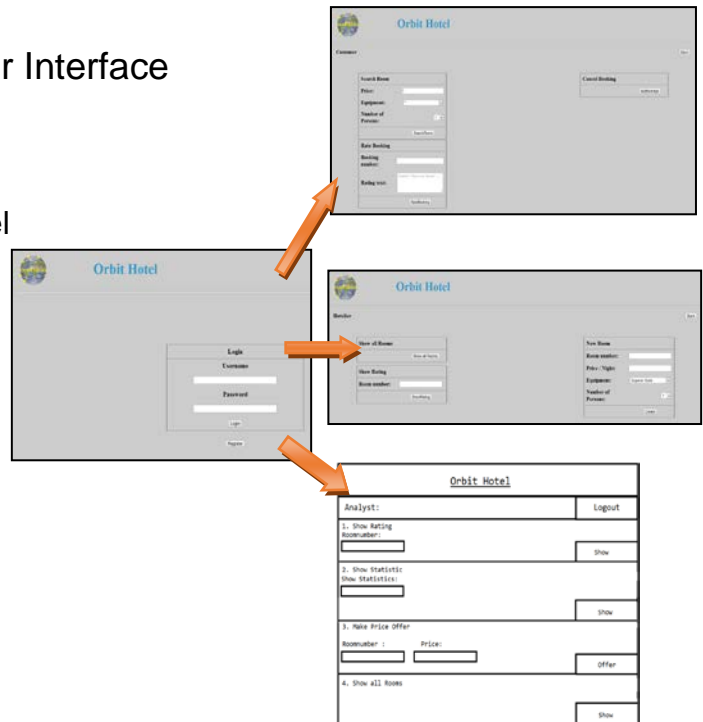 r Interface
el
Orbit Hotel
Customer
Search Room
Price:
Equipment:
Number of
Persons:
Rate Booking
Booking
number:
Rating text:
Cancel Booking
Orbit Hotel
Login
Username
Password
Login
Register
Orbit Hotel
Show all Rooms
Show Rating
Room number:
New Room
Room number:
Price / Night:
Equipment:
Number of
Persons:
Orbit Hotel
Analyst:
Logout
1. Show Rating
Roomnumber:
Show
2. Show Statistic
Show Statistics:
Show
3. Make Price Offer
Roomnumber : Price:
Offer
4. Show all Rooms
Show